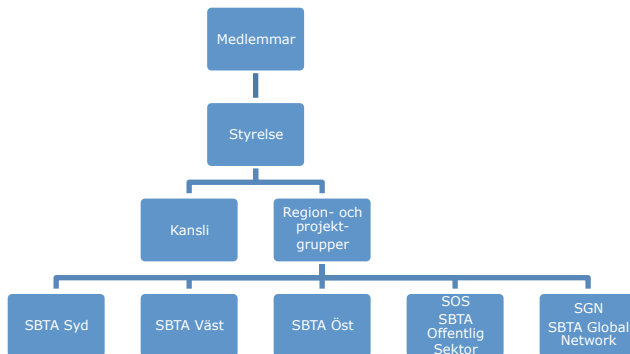 Medlemmar
Styrelse
Kansli
Region- och
projekt-
grupper
SBTA Syd
SBTA Väst
SBTA Öst
SOS
SBTA
Offentlig
Sektor
SGN
SBTA Global
Network